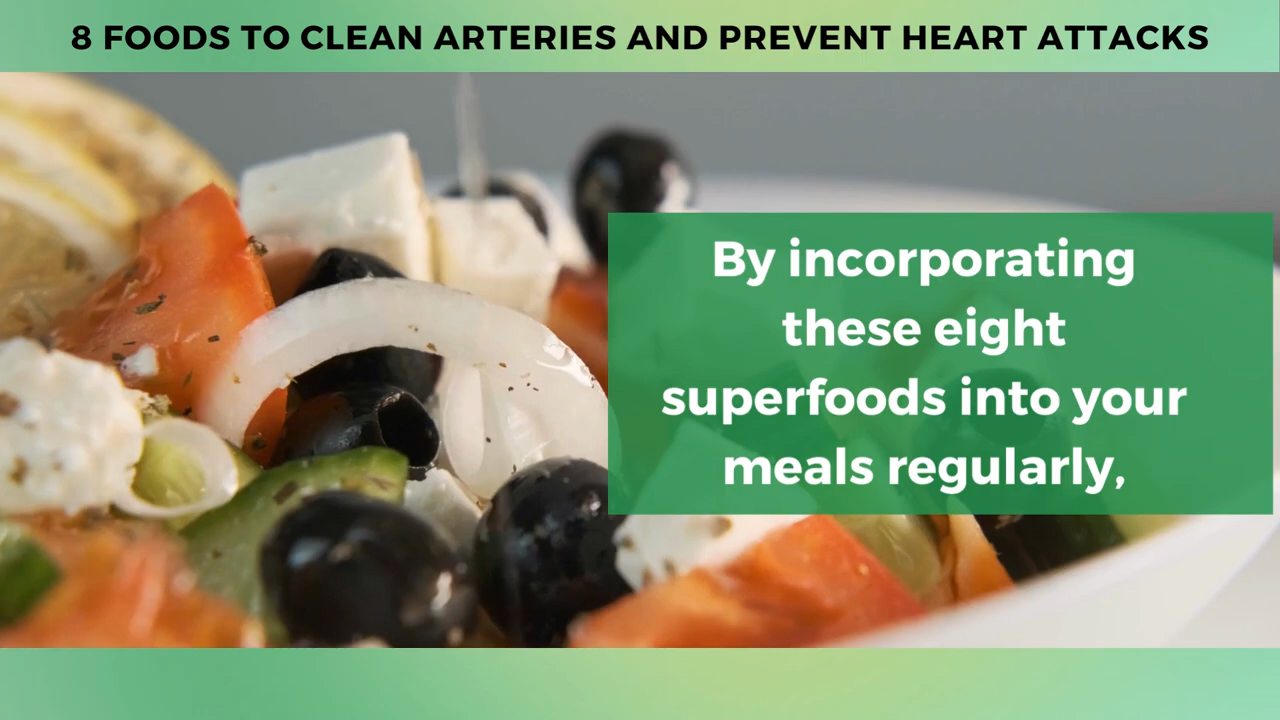 8 FOODS TO CLEAN ARTERIES AND PREVENT HEART ATTACKS
By incorporating
these eight
superfoods into your
meals regularly,